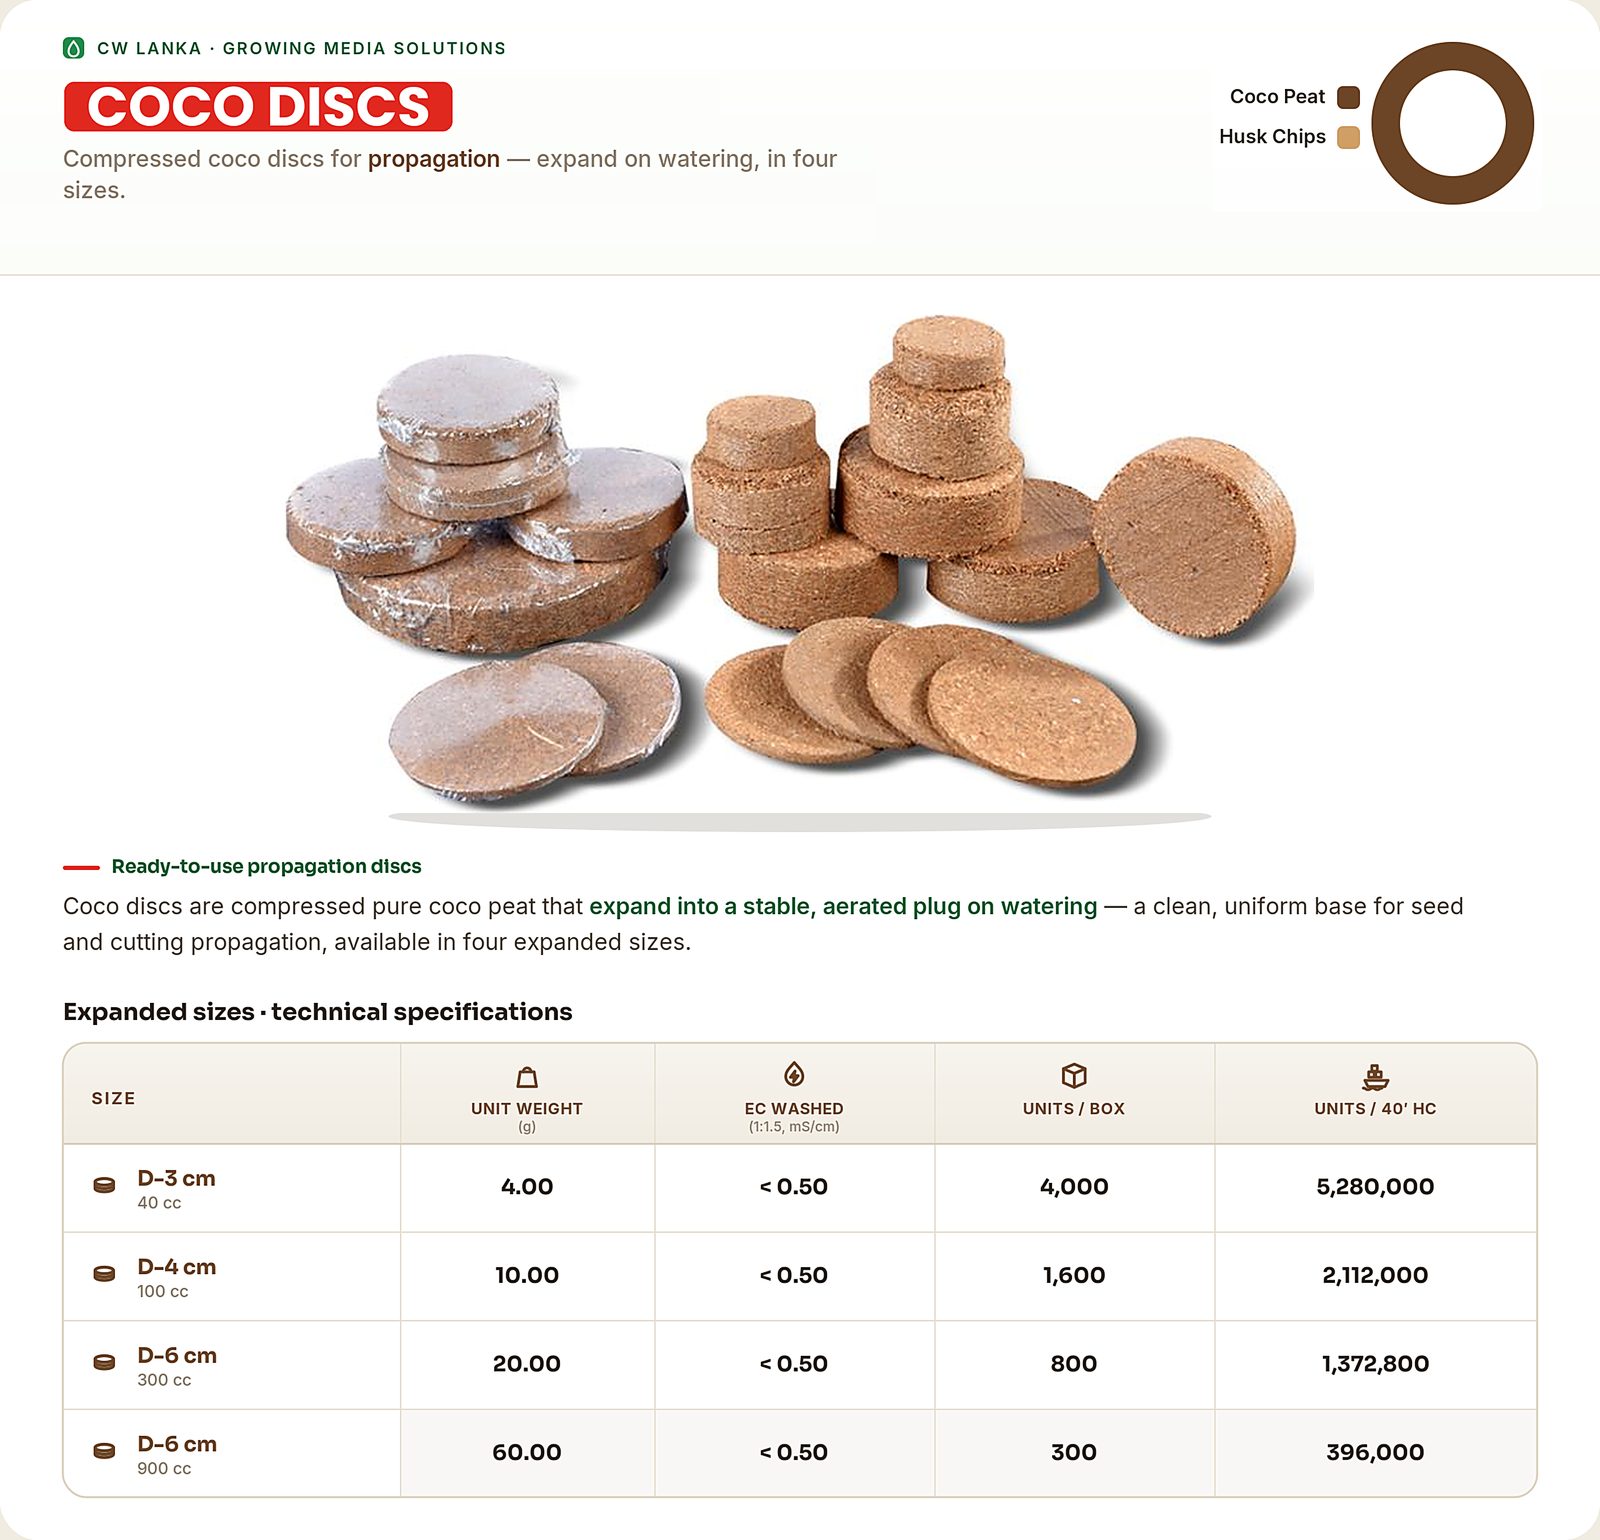 CW LANKA · GROWING MEDIA SOLUTIONS
COCO DISCS
Compressed coco discs for propagation — expand on watering, in four
sizes.
Coco Peat
Husk Chips
Ready-to-use propagation discs
Coco discs are compressed pure coco peat that expand into a stable, aerated plug on watering — a clean, uniform base for seed
and cutting propagation, available in four expanded sizes.
Expanded sizes · technical specifications
SIZE UNIT WEIGHT (g) EC WASHED (1:1.5, mS/cm) UNITS / BOX UNITS / 40′ HC
D-3 cm 40 cc 4.00 < 0.50 4,000 5,280,000
D-4 cm 100 cc 10.00 < 0.50 1,600 2,112,000
D-6 cm 300 cc 20.00 < 0.50 800 1,372,800
D-6 cm 900 cc 60.00 < 0.50 300 396,000